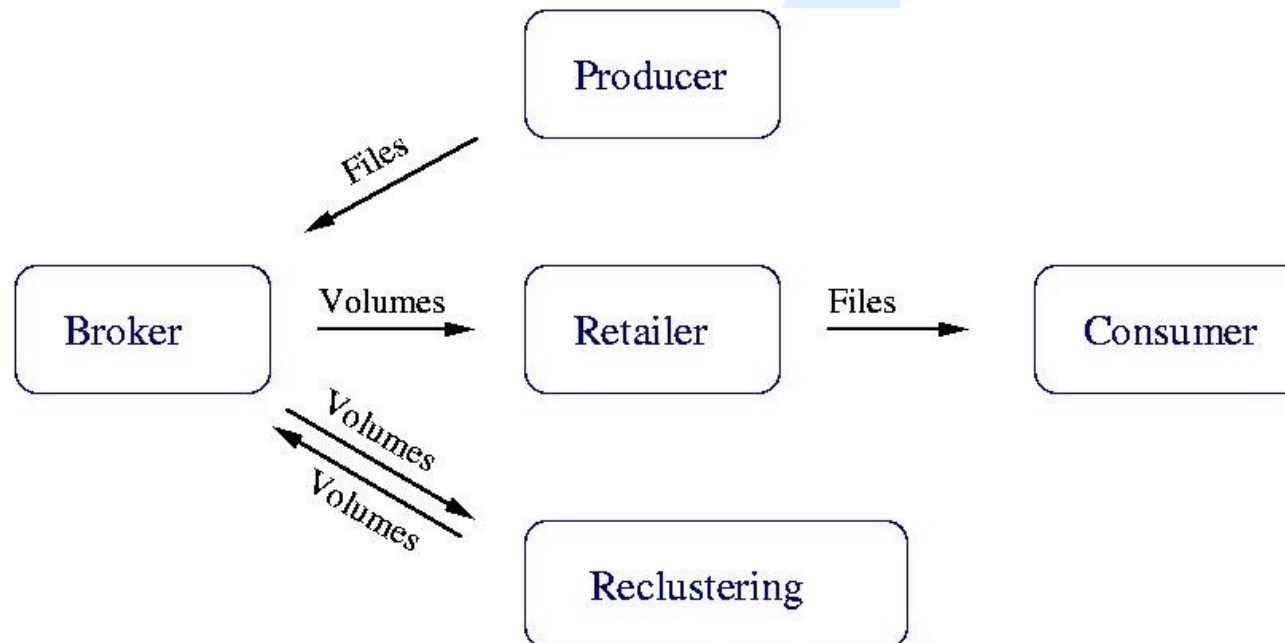 Producer
Files
Broker
Volumes
Retailer
Files
Consumer
Volumes
Volumes
Reclustering